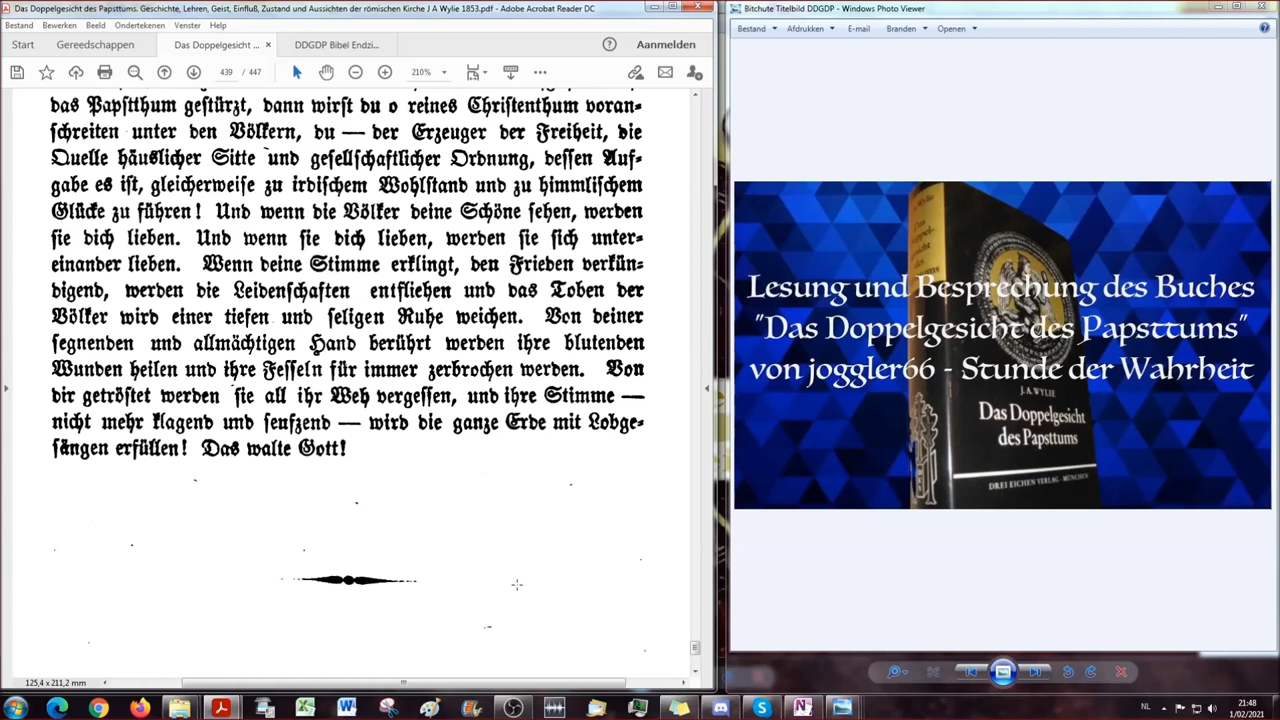 Das Doppelgesicht des Papsttums. Geschichte, Lehren, Geist, Einfluß, Zustand und Aussichten der römischen Kirche J A Wylie 1853.pdf - Adobe Acrobat Reader DC
Bestand Bewerken Beeld Ondertekenen Venster Help
Start Gereedschappen Das Doppelgesicht ... × DDGDP Bibel Endzi... Aanmelden
439 / 447 210%
das Papstthum gestürzt, dann wirst du o reines Christenthum voran-
schreiten unter den Völkern, du — der Erzeuger der Freiheit, die
Quelle häuslicher Sitte und gesellschaftlicher Ordnung, dessen Auf-
gabe es ist, gleicherweise zu irdischem Wohlstand und zu himmlischem
Glücke zu führen! Und wenn die Völker deine Schöne sehen, werden
sie dich lieben. Und wenn sie dich lieben, werden sie sich unter-
einander lieben. Wenn deine Stimme erklingt, den Frieden verkün-
digend, werden die Leidenschaften entfliehen und das Toben der
Völker wird einer tiefen und seligen Ruhe weichen. Von deiner
segnenden und allmächtigen Hand berührt werden ihre blutenden
Wunden heilen und ihre Fesseln für immer zerbrochen werden. Von
dir getröstet werden sie all ihr Weh vergessen, und ihre Stimme —
nicht mehr klagend und seufzend — wird die ganze Erde mit Lobge-
sängen erfüllen! Das walte Gott!
125,4 x 211,2 mm
Bitchute Titelbild DDGDP - Windows Photo Viewer
Bestand Afdrukken E-mail Branden Openen
Lesung und Besprechung des Buches
"Das Doppelgesicht des Papsttums"
von joggler66 - Stunde der Wahrheit
J.A.WYLIE
Das Doppelgesicht
des Papsttums
DREI EICHEN VERLAG · MÜNCHEN
NL
21:48
1/02/2021